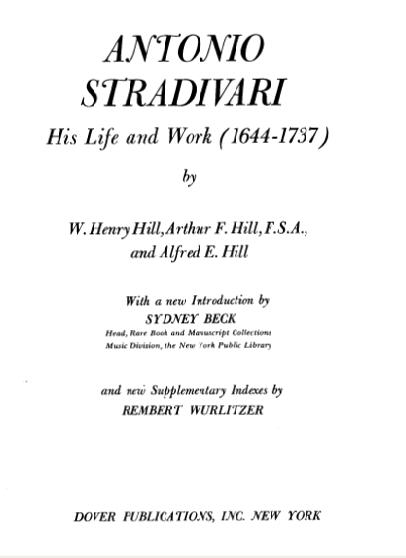 ANTONIO
STRADIVARI
His Life and Work (1644-1737)
by
W. Henry Hill, Arthur F. Hill, F.S.A.,
and Alfred E. Hill
With a new Introduction by
SYDNEY BECK
Head, Rare Book and Manuscript Collections
Music Division, the New York Public Library
and new Supplementary Indexes by
REMBERT WURLITZER
DOVER PUBLICATIONS, INC. NEW YORK